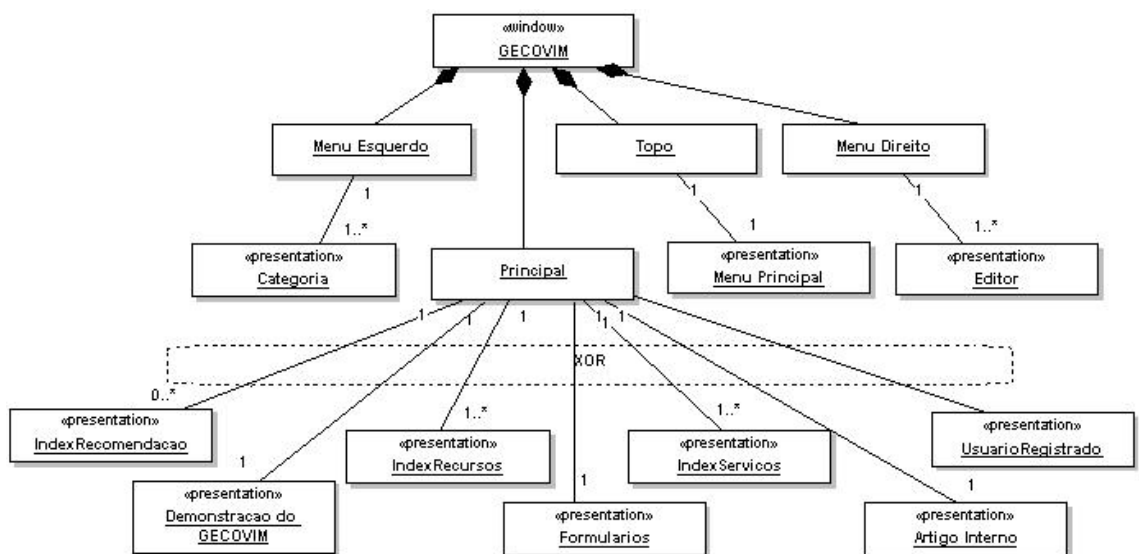 «window»
GECOVIM
Menu Esquerdo
Topo
Menu Direito
1
1
1
1..*
1
1..*
«presentation»
Categoria
Principal
«presentation»
Menu Principal
«presentation»
Editor
1
1
1
1
1
1
XOR
0..*
1..*
1..*
«presentation»
IndexRecomendacao
«presentation»
IndexRecursos
«presentation»
IndexServicos
«presentation»
UsuarioRegistrado
1
1
1
«presentation»
Demonstracao do
GECOVIM
«presentation»
Formularios
«presentation»
Artigo Interno